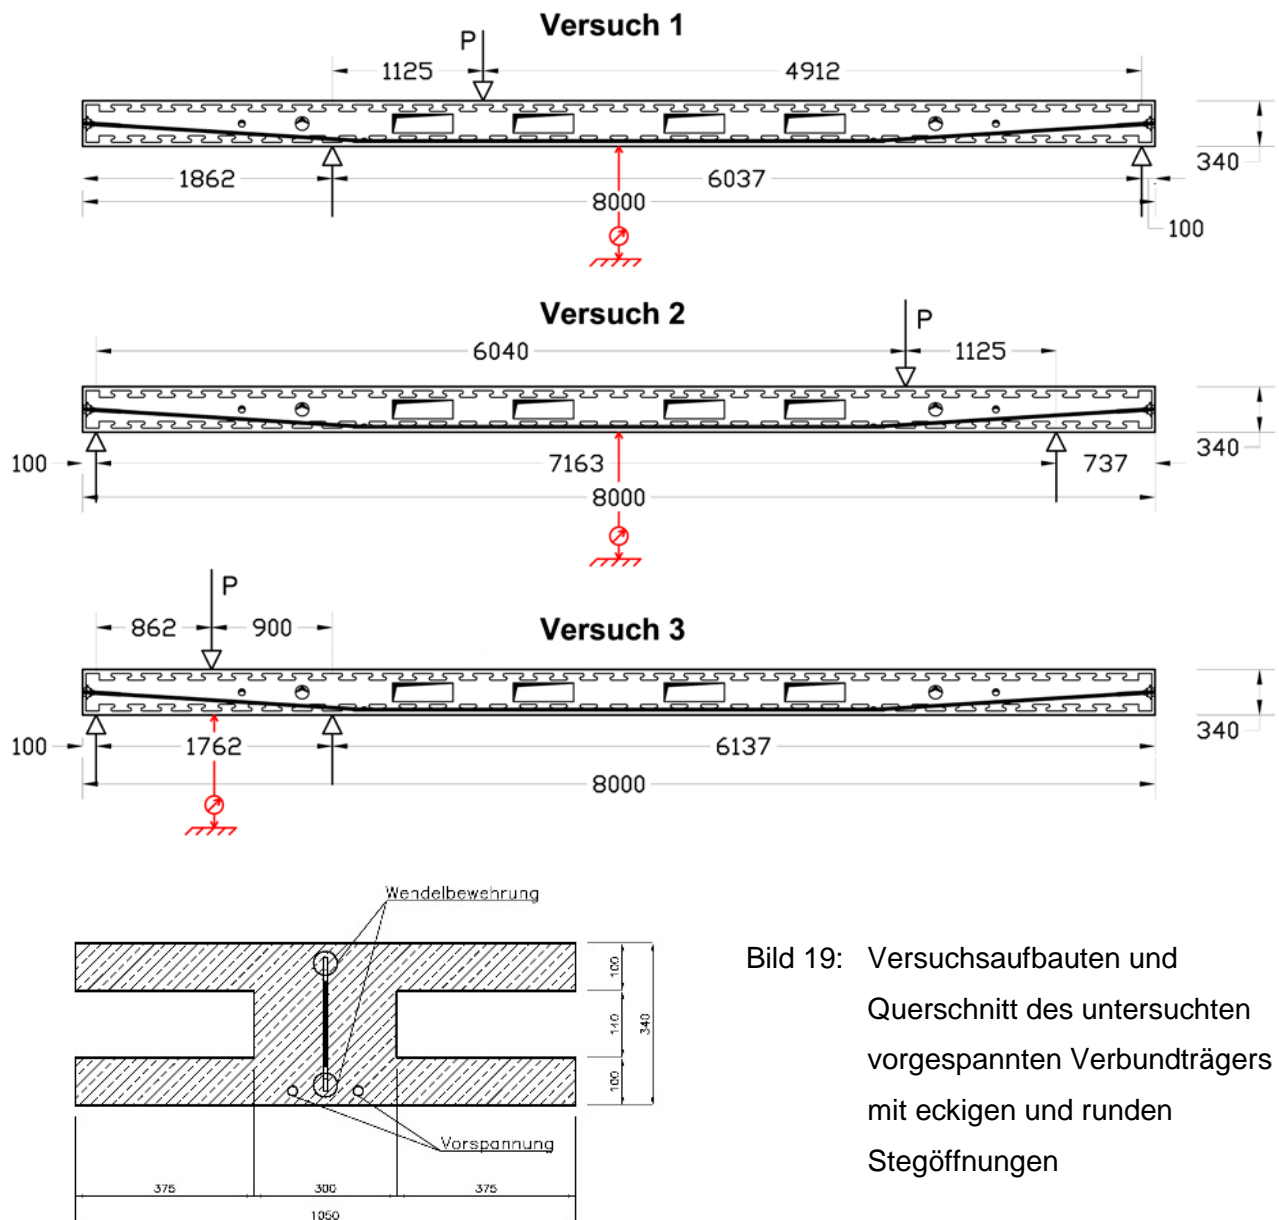 Versuch 1
P
1125
4912
340
1862
6037
8000
100
Versuch 2
P
6040
1125
340
100
7163
737
8000
P
Versuch 3
862
900
340
100
1762
6137
8000
Wendelbewehrung
100
140
340
100
Vorspannung
375
300
375
1050
Bild 19: Versuchsaufbauten und
Querschnitt des untersuchten
vorgespannten Verbundträgers
mit eckigen und runden
Stegöffnungen